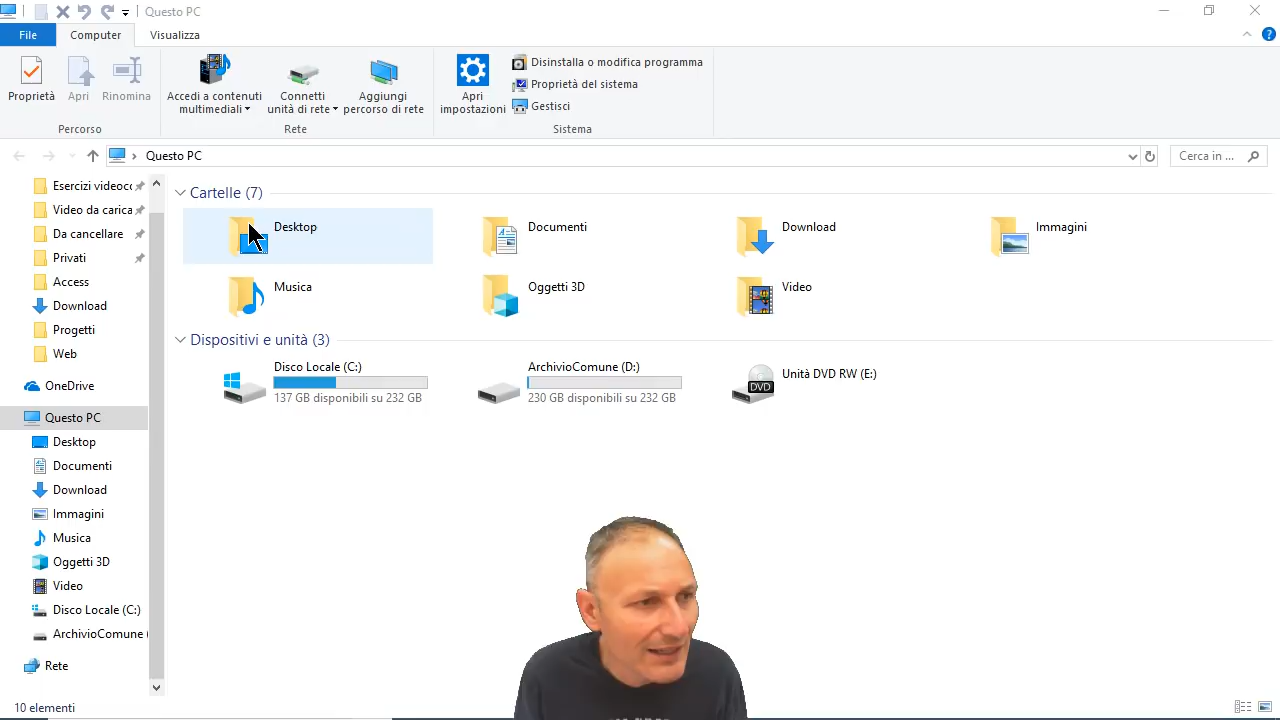 Questo PC
File
Computer
Visualizza
Proprietà
Apri
Rinomina
Accedi a contenuti
multimediali
Connetti
unità di rete
Aggiungi
percorso di rete
Apri
impostazioni
Disinstalla o modifica programma
Proprietà del sistema
Gestisci
Percorso
Rete
Sistema
Questo PC
Cerca in ...
Esercizi videoc
Video da carica
Da cancellare
Privati
Access
Download
Progetti
Web
OneDrive
Questo PC
Desktop
Documenti
Download
Immagini
Musica
Oggetti 3D
Video
Disco Locale (C:)
ArchivioComune (
Rete
Cartelle (7)
Desktop
Documenti
Download
Immagini
Musica
Oggetti 3D
Video
Dispositivi e unità (3)
Disco Locale (C:)
137 GB disponibili su 232 GB
ArchivioComune (D:)
230 GB disponibili su 232 GB
Unità DVD RW (E:)
DVD
10 elementi